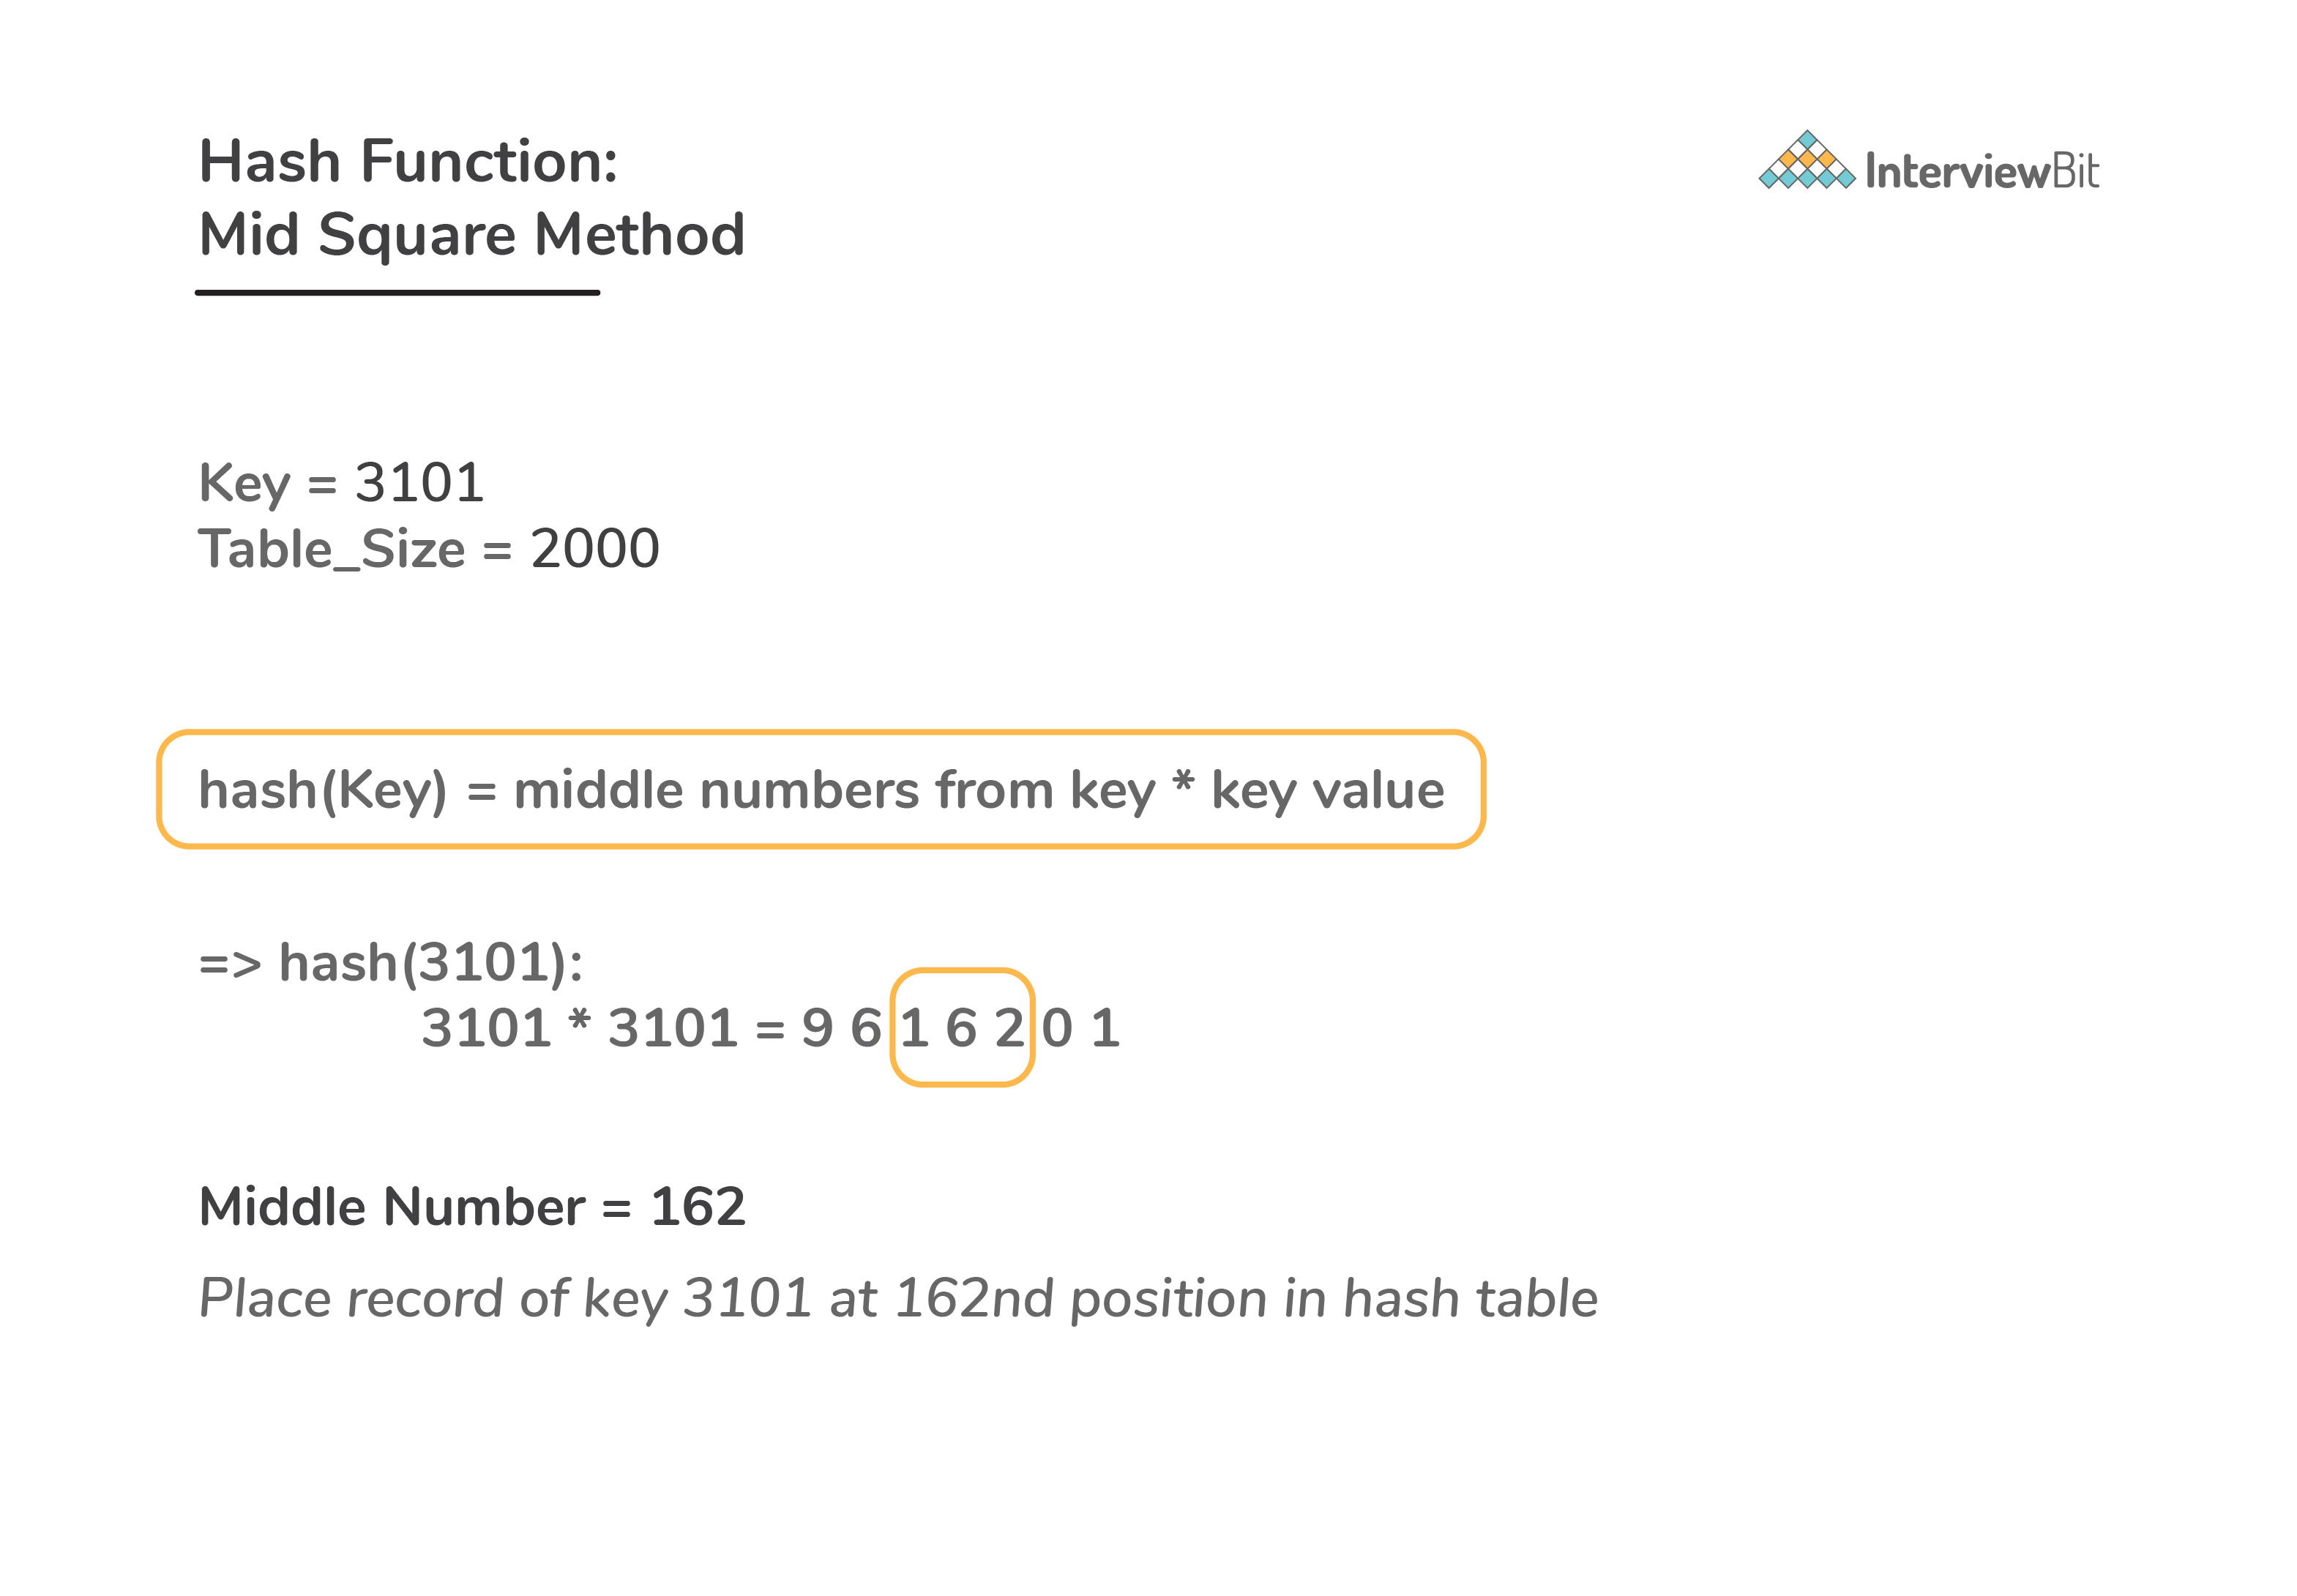 Hash Function:
Mid Square Method
InterviewBit
Key = 3101
Table_Size = 2000
hash(Key) = middle numbers from key* key value
=> hash(3101):
3101 * 3101 = 9 6 1 6 2 0 1
Middle Number = 162
Place record of key 3101 at 162nd position in hash table